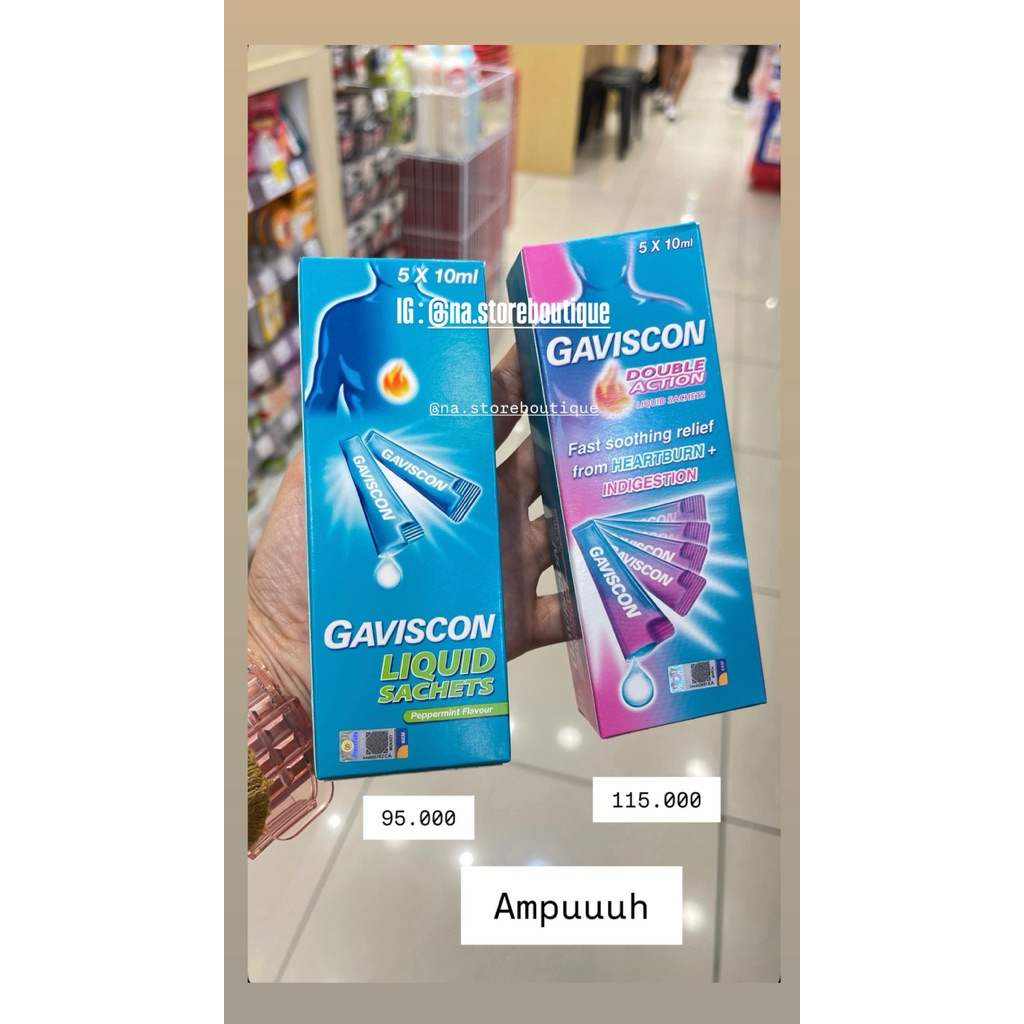 5 X 10ml
IG : @na.storeboutique
@na.storeboutique
GAVISCON
GAVISCON
GAVISCON
LIQUID
SACHETS
Peppermint Flavour
5 X 10ml
GAVISCON
DOUBLE
ACTION
LIQUID SACHETS
Fast soothing relief
from HEARTBURN +
INDIGESTION
GAVISCON
GAVISCON
GAVISCON
95.000
115.000
Ampuuuh